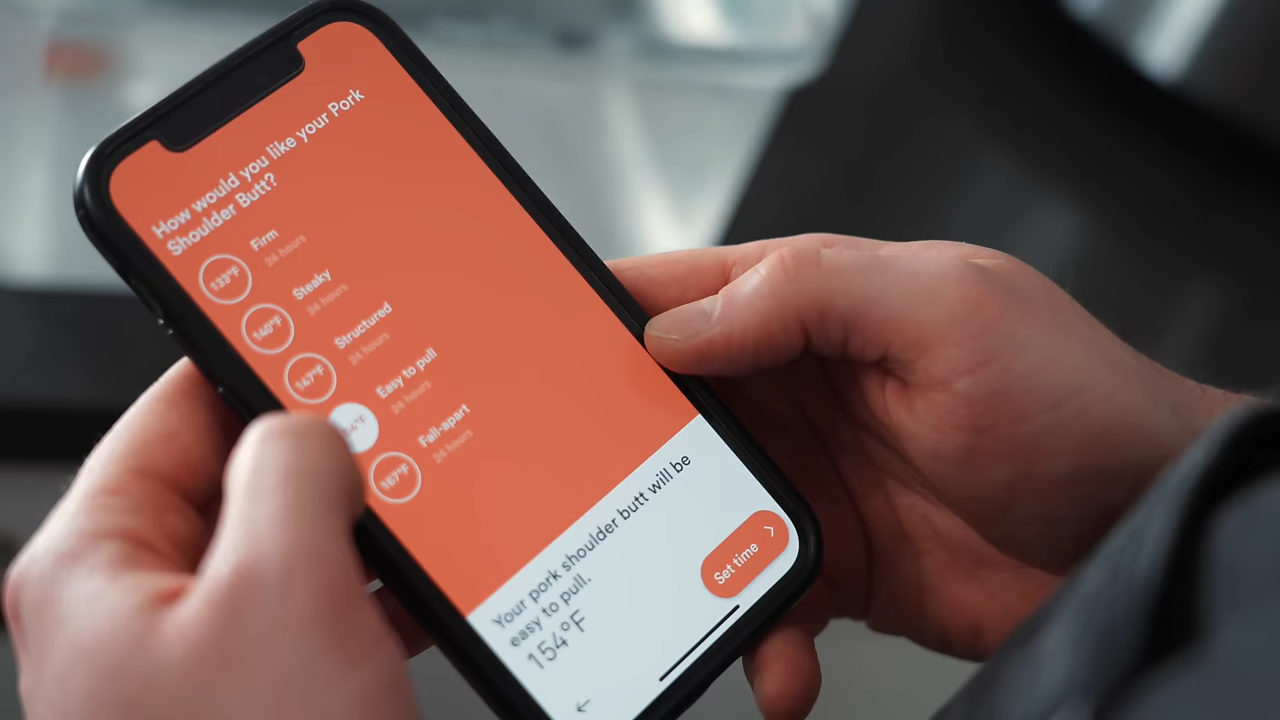 How would you like your Pork
Shoulder Butt?
133°F
Firm
24 hours
140°F
Steaky
24 hours
147°F
Structured
24 hours
Easy to pull
24 hours
167°F
Fall-apart
24 hours
Your pork shoulder butt will be
easy to pull.
154°F
Set time